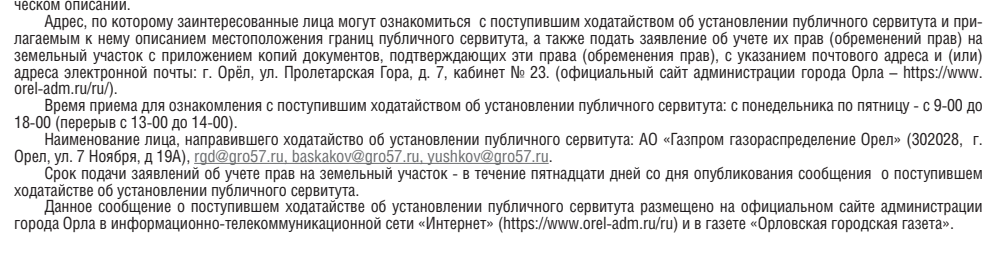 ческом описании.
Адрес, по которому заинтересованные лица могут ознакомиться с поступившим ходатайством об установлении публичного сервитута и при-
лагаемым к нему описанием местоположения границ публичного сервитута, а также подать заявление об учете их прав (обременений прав) на
земельный участок с приложением копий документов, подтверждающих эти права (обременения прав), с указанием почтового адреса и (или)
адреса электронной почты: г. Орёл, ул. Пролетарская Гора, д. 7, кабинет № 23. (официальный сайт администрации города Орла – https://www.
orel-adm.ru/ru/).
Время приема для ознакомления с поступившим ходатайством об установлении публичного сервитута: с понедельника по пятницу - с 9-00 до
18-00 (перерыв с 13-00 до 14-00).
Наименование лица, направившего ходатайство об установлении публичного сервитута: АО «Газпром газораспределение Орел» (302028, г.
Орел, ул. 7 Ноября, д 19А), rgd@gro57.ru, baskakov@gro57.ru, yushkov@gro57.ru.
Срок подачи заявлений об учете прав на земельный участок - в течение пятнадцати дней со дня опубликования сообщения о поступившем
ходатайстве об установлении публичного сервитута.
Данное сообщение о поступившем ходатайстве об установлении публичного сервитута размещено на официальном сайте администрации
города Орла в информационно-телекоммуникационной сети «Интернет» (https://www.orel-adm.ru/ru) и в газете «Орловская городская газета».